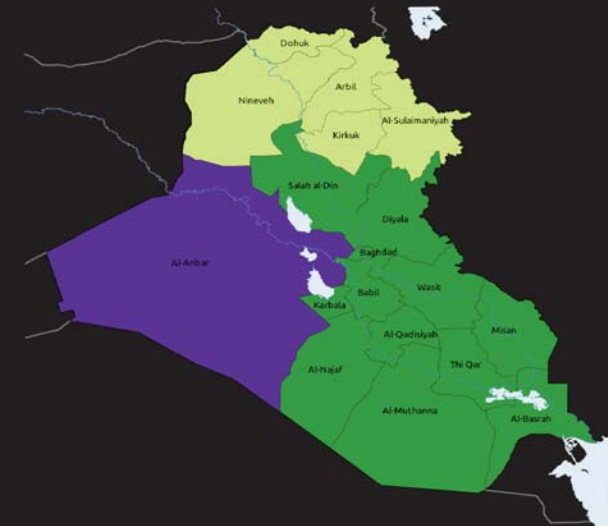 Dohuk
Arbil
Nineveh
Al-Sulaimaniyah
Kirkuk
Salah al-Din
Diyala
Baghdad
Al-Anbar
Wasit
Babil
Karbala
Misan
Al-Qadisiyah
Thi Qar
Al-Najaf
Al-Muthanna
Al-Basrah